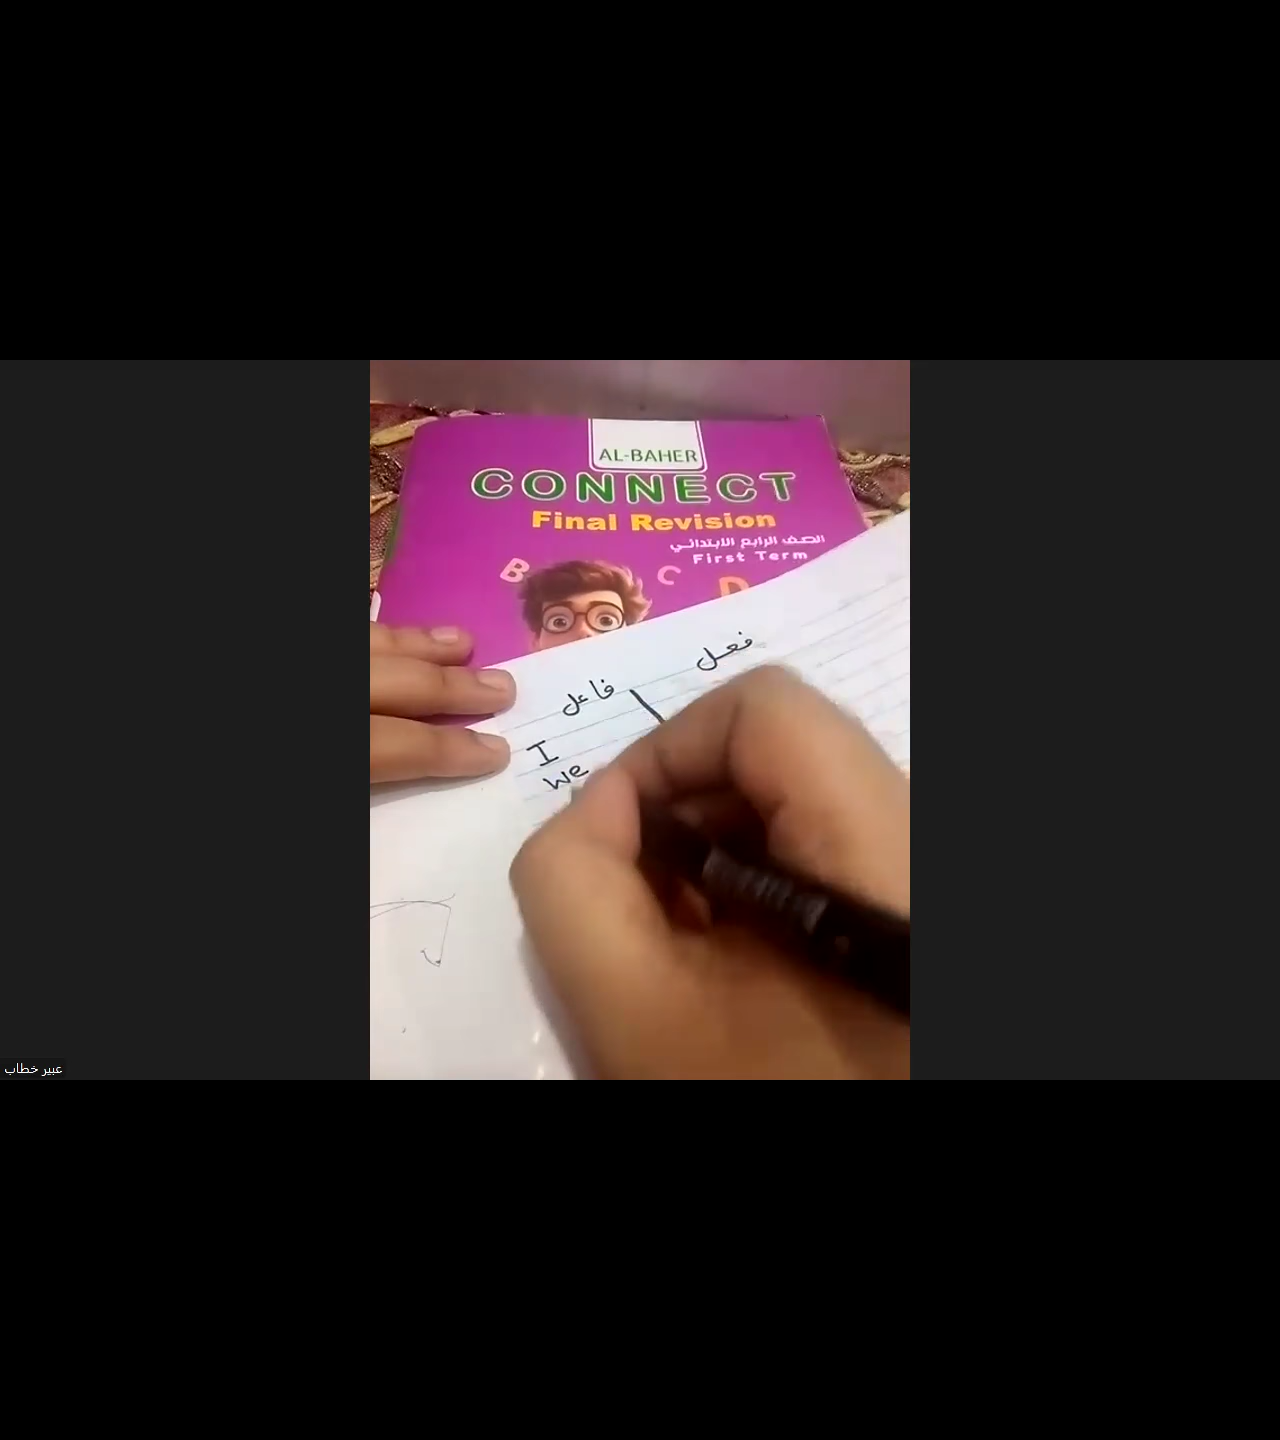 AL-BAHER
CONNECT
Final Revision
الصف الرابع الابتدائي
First Term
B C D
فاعل فعل
I
We
عبير خطاب